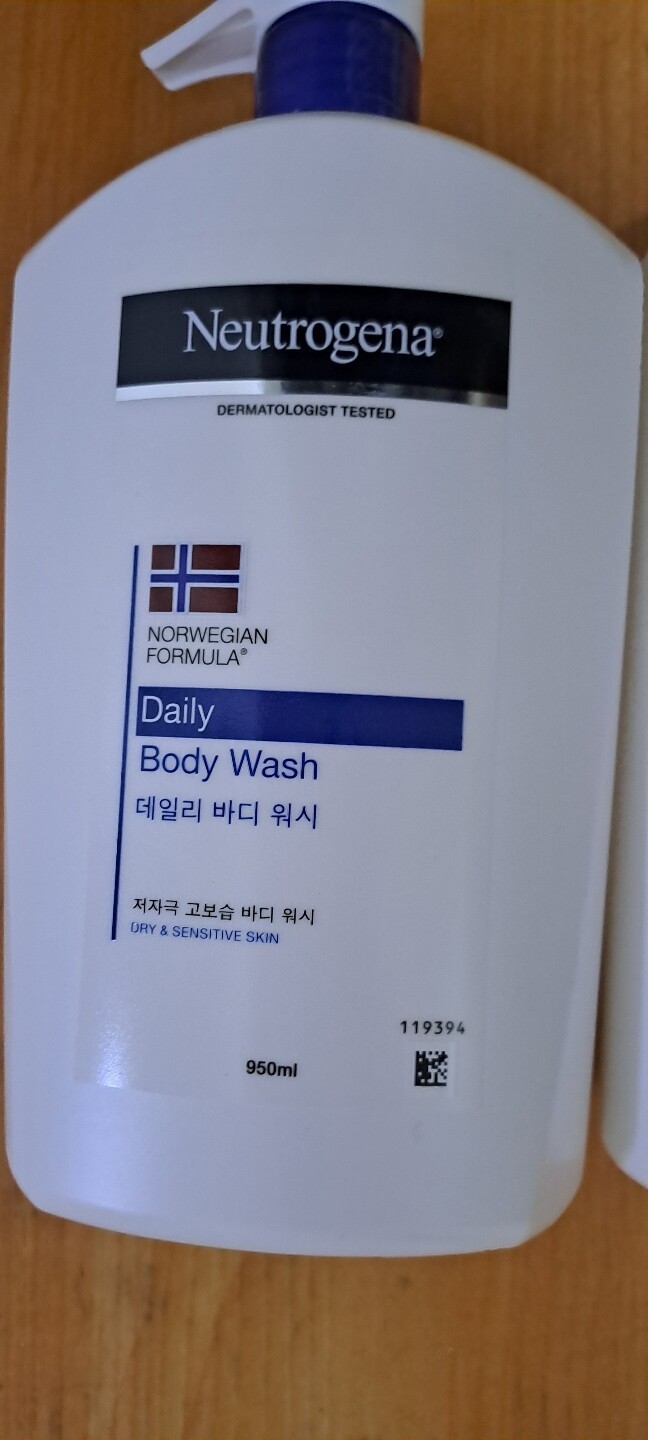 Neutrogena®
DERMATOLOGIST TESTED
NORWEGIAN
FORMULA®
Daily
Body Wash
데일리 바디 워시
저자극 고보습 바디 워시
DRY & SENSITIVE SKIN
119394
950ml